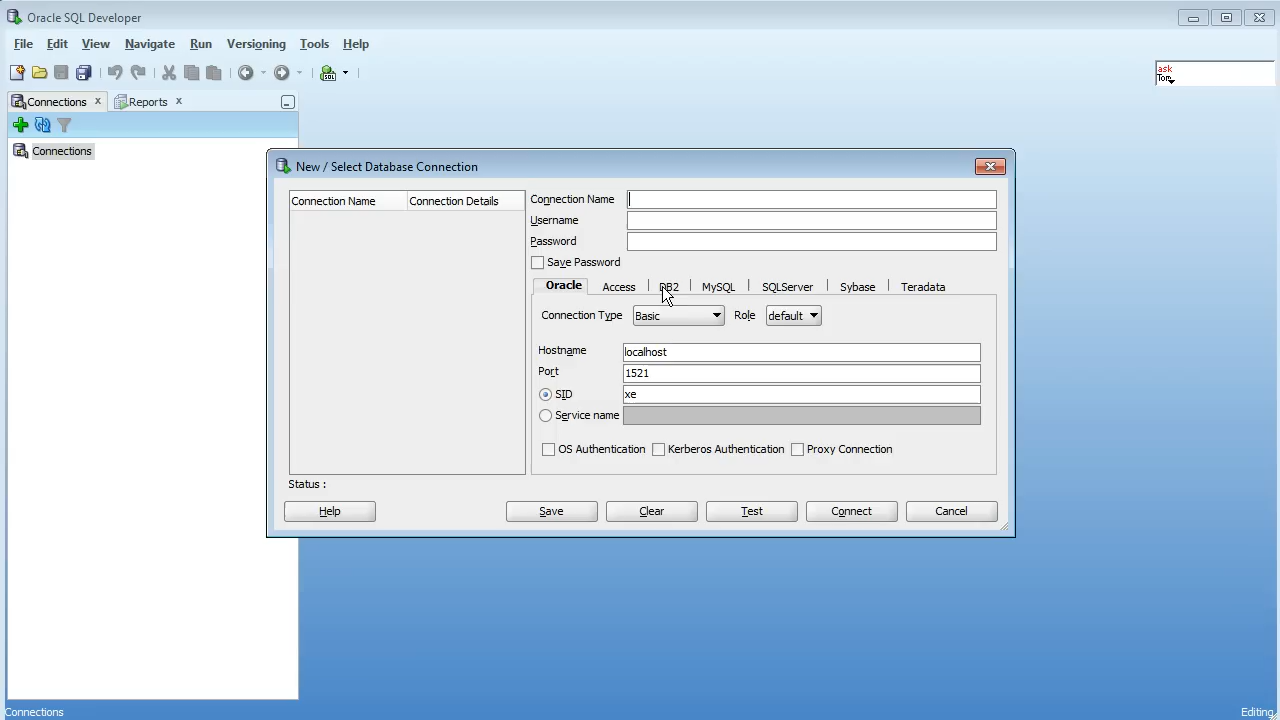 Oracle SQL Developer
File Edit View Navigate Run Versioning Tools Help
SQL
ask
Tom
Connections x Reports x
Connections
New / Select Database Connection
Connection Name Connection Details
Connection Name
Username
Password
Save Password
Oracle Access DB2 MySQL SQLServer Sybase Teradata
Connection Type Basic Role default
Hostname localhost
Port 1521
SID xe
Service name
OS Authentication Kerberos Authentication Proxy Connection
Status :
Help Save Clear Test Connect Cancel
Connections Editing